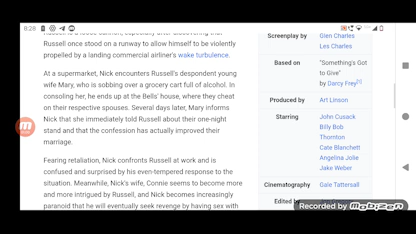 8:28
Russell once stood on a runway to allow himself to be violently
propelled by a landing commercial airliner's wake turbulence.
At a supermarket, Nick encounters Russell's despondent young
wife Mary, who is sobbing over a grocery cart full of alcohol. In
consoling her, he ends up at the Bells' house, where they cheat
on their respective spouses. Several days later, Mary informs
Nick that she immediately told Russell about their one-night
stand and that the confession has actually improved their
marriage.
Fearing retaliation, Nick confronts Russell at work and is
confused and surprised by his even-tempered response to the
situation. Meanwhile, Nick's wife, Connie seems to become more
and more intrigued by Russell, and Nick becomes increasingly
paranoid that he will eventually seek revenge by having sex with
Screenplay by Glen Charles
Les Charles
Based on "Something's Got
to Give"
by Darcy Frey[1]
Produced by Art Linson
Starring John Cusack
Billy Bob
Thornton
Cate Blanchett
Angelina Jolie
Jake Weber
Cinematography Gale Tattersall
Edited by
Recorded by mobizen